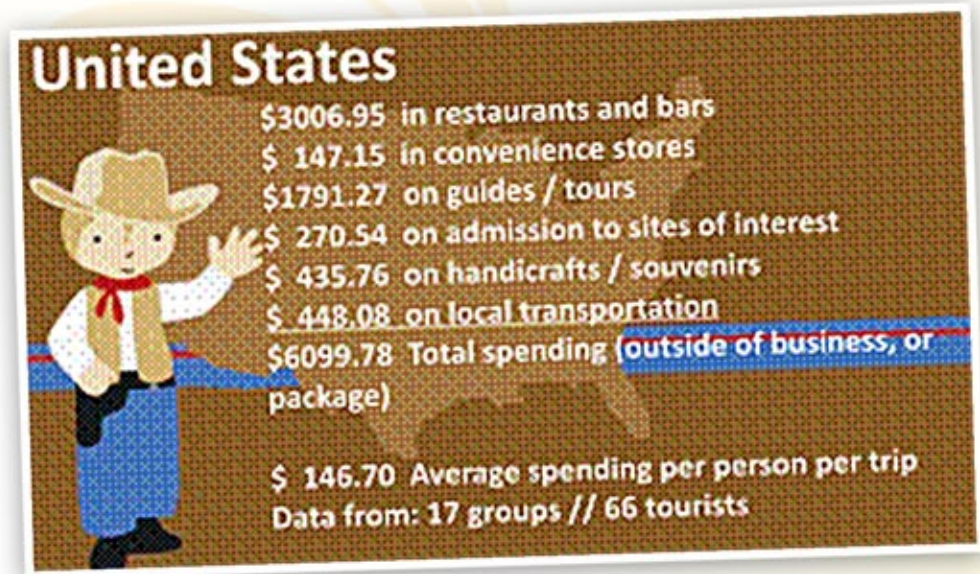 United States
$3006.95 in restaurants and bars
$ 147.15 in convenience stores
$1791.27 on guides / tours
$ 270.54 on admission to sites of interest
$ 435.76 on handicrafts / souvenirs
$ 448.08 on local transportation
$6099.78 Total spending (outside of business, or
package)
$ 146.70 Average spending per person per trip
Data from: 17 groups // 66 tourists